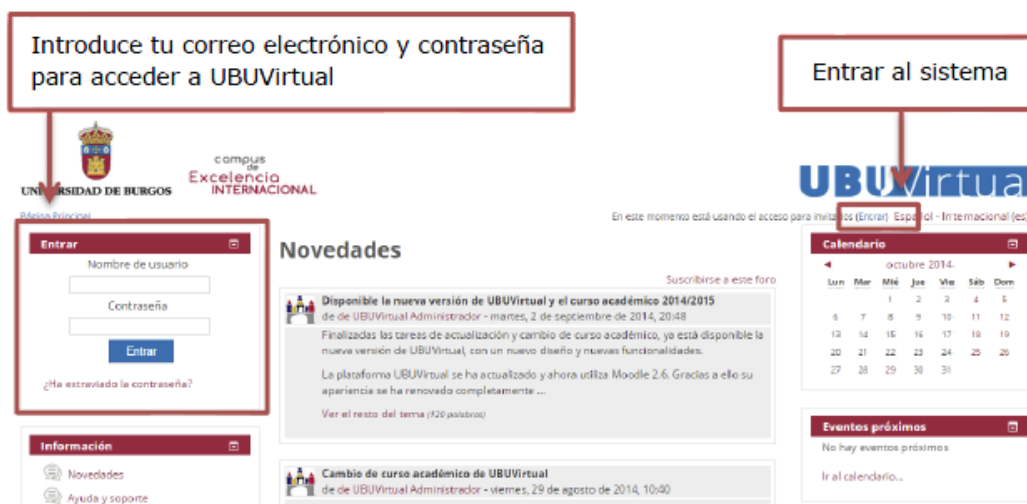 Introduce tu correo electrónico y contraseña
para acceder a UBUVirtual
Entrar al sistema
UNIVERSIDAD DE BURGOS
campus
de
Excelencia
INTERNACIONAL
UBUVirtual
Página Principal
En este momento está usando el acceso para invitados (Entrar) Español - Internacional (es)
Entrar
Nombre de usuario
Contraseña
Entrar
¿Ha extraviado la contraseña?
Información
Novedades
Ayuda y soporte
Novedades
Suscribirse a este foro
Disponible la nueva versión de UBUVirtual y el curso académico 2014/2015
de de UBUVirtual Administrador - martes, 2 de septiembre de 2014, 20:48
Finalizadas las tareas de actualización y cambio de curso académico, ya está disponible la
nueva versión de UBUVirtual, con un nuevo diseño y nuevas funcionalidades.
La plataforma UBUVirtual se ha actualizado y ahora utiliza Moodle 2.6. Gracias a ello su
apariencia se ha renovado completamente ...
Ver el resto del tema (120 palabras)
Cambio de curso académico de UBUVirtual
de de UBUVirtual Administrador - viernes, 29 de agosto de 2014, 10:40
Calendario
octubre 2014
Lun Mar Mié Jue Vie Sáb Dom
1 2 3 4 5
6 7 8 9 10 11 12
13 14 15 16 17 18 19
20 21 22 23 24 25 26
27 28 29 30 31
Eventos próximos
No hay eventos próximos
Ir al calendario...